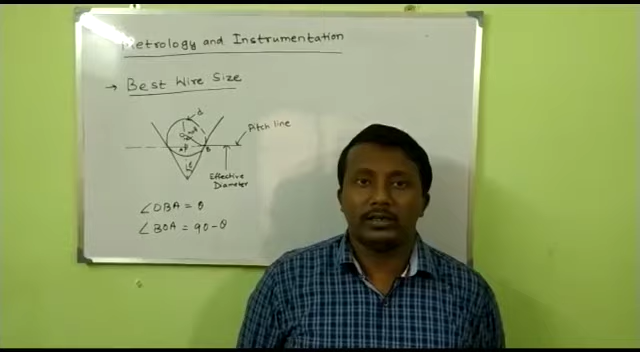 Metrology and Instrumentation
→ Best Wire Size
d
Pitch line
Effective
Diameter
∠OBA = θ
∠BOA = 90 - θ